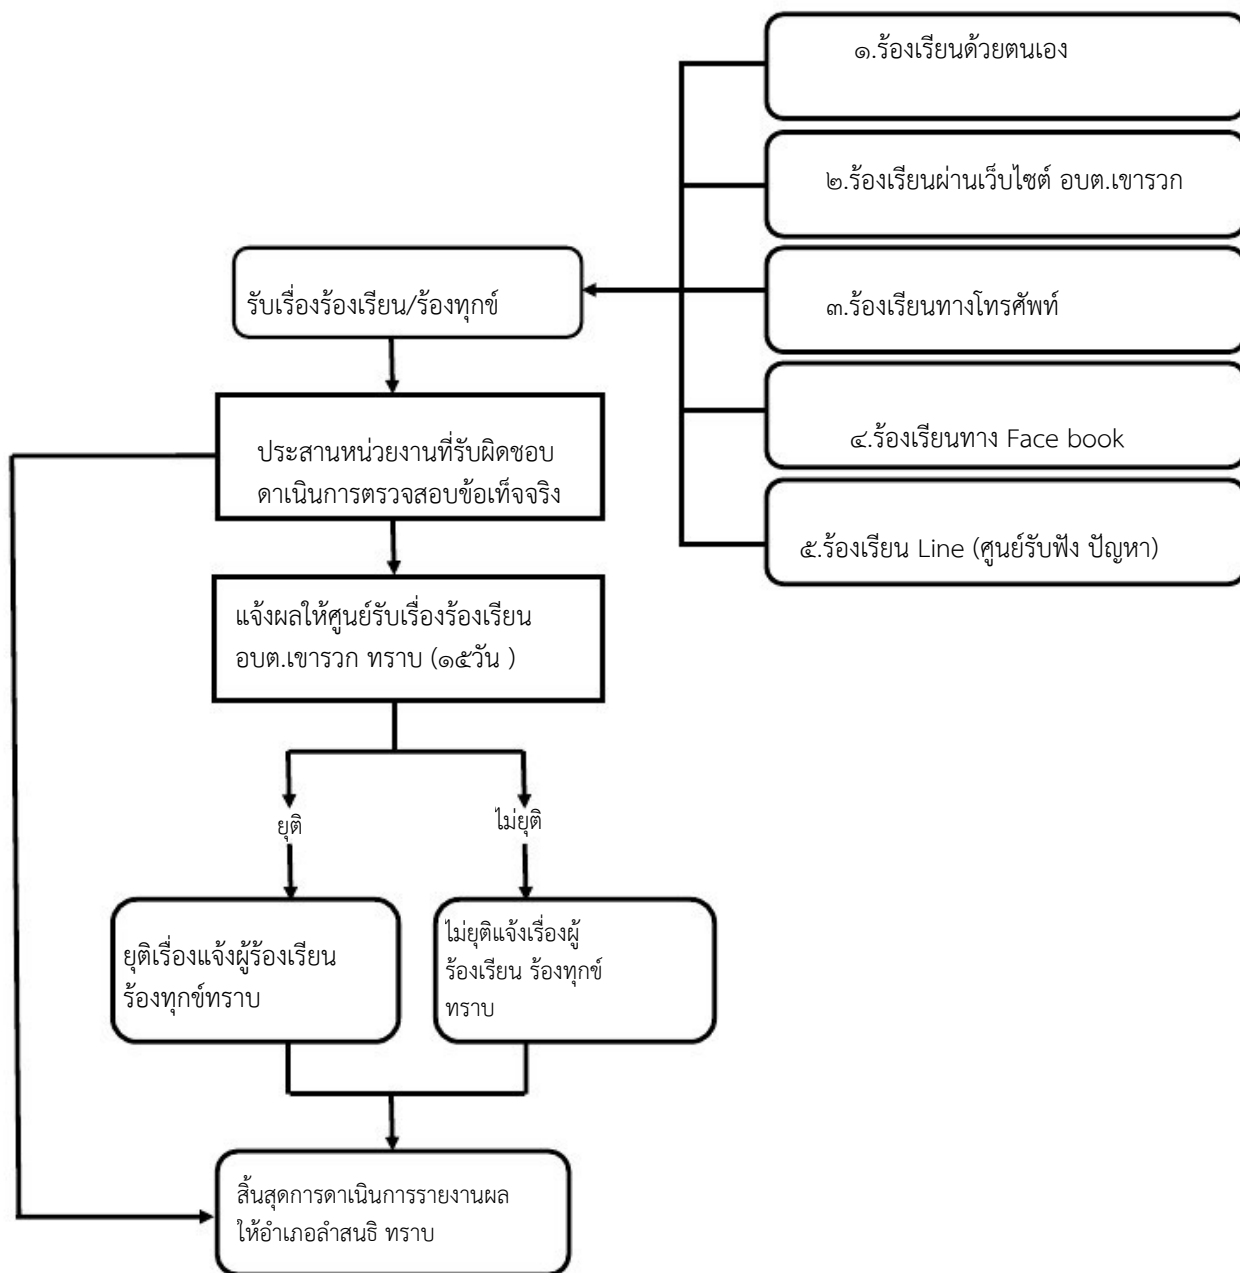 ๑.ร้องเรียนด้วยตนเอง
๒.ร้องเรียนผ่านเว็บไซต์ อบต.เขารวก
๓.ร้องเรียนทางโทรศัพท์
๔.ร้องเรียนทาง Face book
๕.ร้องเรียน Line (ศูนย์รับฟัง ปัญหา)
รับเรื่องร้องเรียน/ร้องทุกข์
ประสานหน่วยงานที่รับผิดชอบ
ดาเนินการตรวจสอบข้อเท็จจริง
แจ้งผลให้ศูนย์รับเรื่องร้องเรียน
อบต.เขารวก ทราบ (๑๕วัน )
ยุติ
ไม่ยุติ
ยุติเรื่องแจ้งผู้ร้องเรียน
ร้องทุกข์ทราบ
ไม่ยุติแจ้งเรื่องผู้
ร้องเรียน ร้องทุกข์
ทราบ
สิ้นสุดการดาเนินการรายงานผล
ให้อำเภอลำสนธิ ทราบ